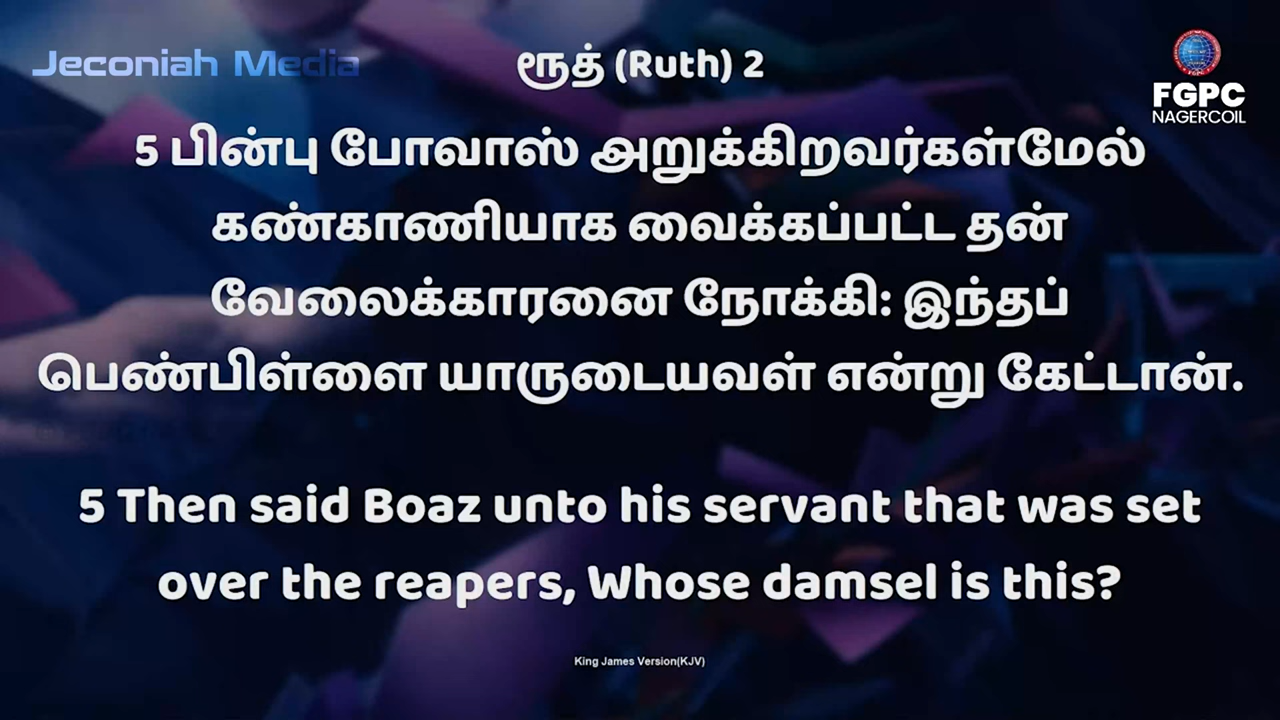 Jeconiah Media
ரூத் (Ruth) 2
FGPC
NAGERCOIL
5 பின்பு போவாஸ் அறுக்கிறவர்கள்மேல்
கண்காணியாக வைக்கப்பட்ட தன்
வேலைக்காரனை நோக்கி: இந்தப்
பெண்பிள்ளை யாருடையவள் என்று கேட்டான்.
5 Then said Boaz unto his servant that was set
over the reapers, Whose damsel is this?
King James Version(KJV)